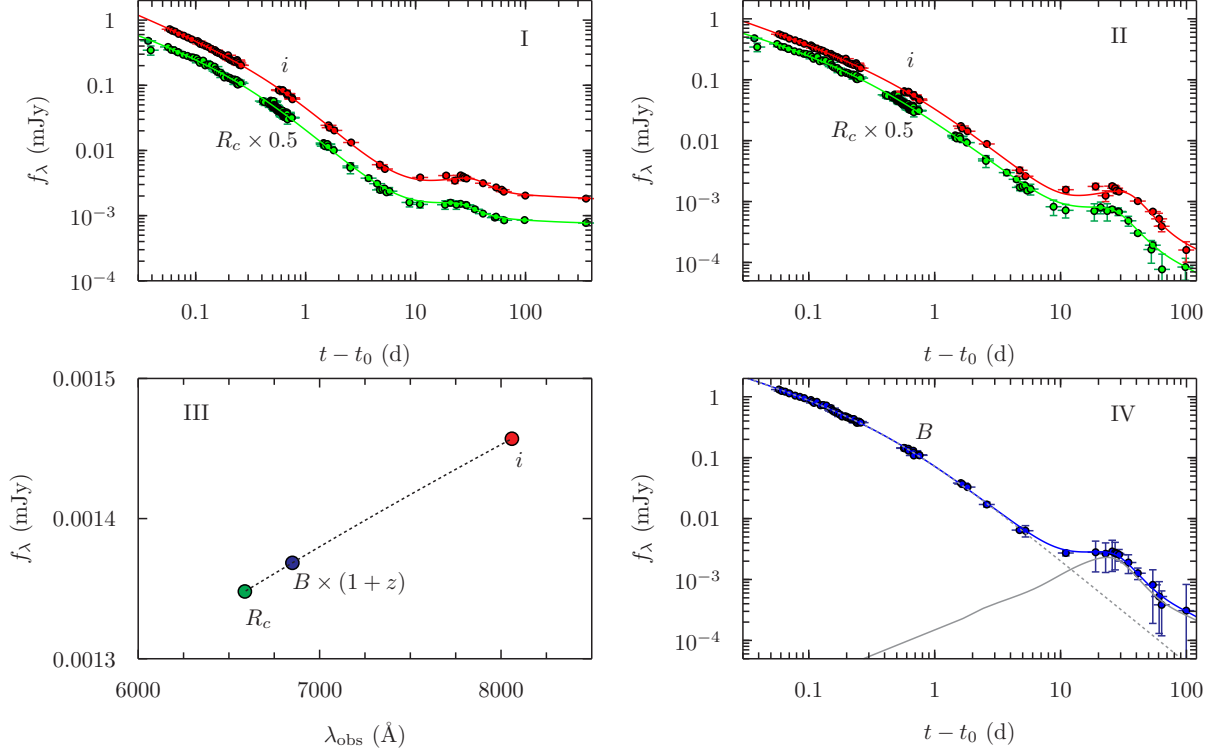 1
0.1
0.01
10⁻³
10⁻⁴
f_λ (mJy)
I
i
R_c × 0.5
0.1
1
10
100
t − t₀ (d)
1
0.1
0.01
10⁻³
10⁻⁴
f_λ (mJy)
II
i
R_c × 0.5
0.1
1
10
100
t − t₀ (d)
0.0015
0.0014
0.0013
f_λ (mJy)
III
i
B × (1 + z)
R_c
6000
7000
8000
λ_obs (Å)
1
0.1
0.01
10⁻³
10⁻⁴
f_λ (mJy)
IV
B
0.1
1
10
100
t − t₀ (d)